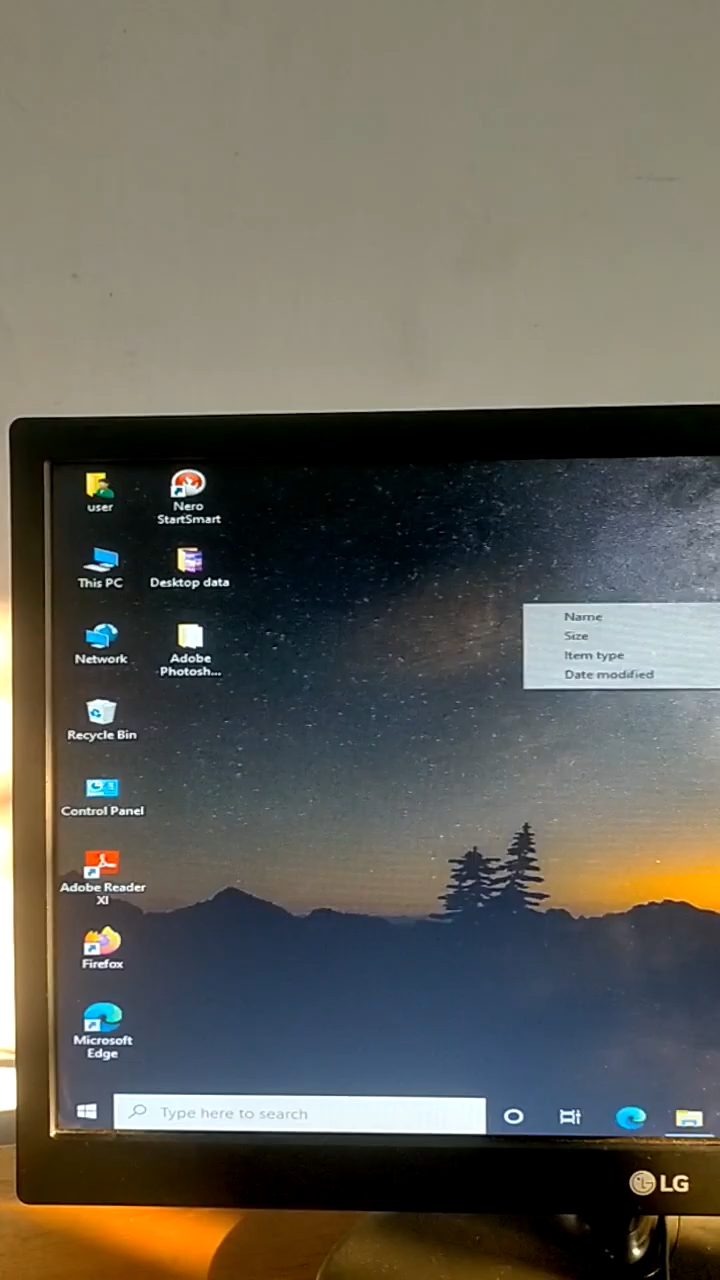 user
Nero
StartSmart
This PC
Desktop data
Network
Adobe
Photosh...
Recycle Bin
Control Panel
Adobe Reader
XI
Firefox
Microsoft
Edge
Name
Size
Item type
Date modified
Type here to search
LG